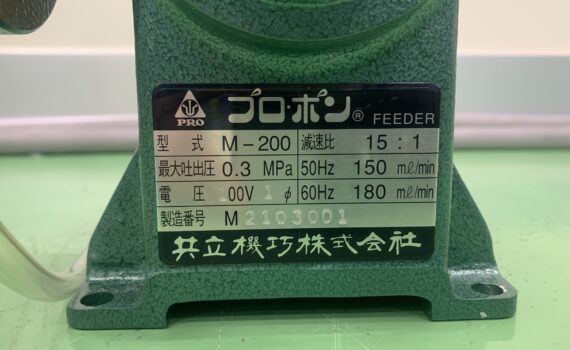 PRO プロ・ポン® FEEDER
型式 M-200 減速比 15:1
最大吐出圧 0.3 MPa 50Hz 150 mℓ/min
電圧 100V 1φ 60Hz 180 mℓ/min
製造番号 M2103001
共立機巧株式会社